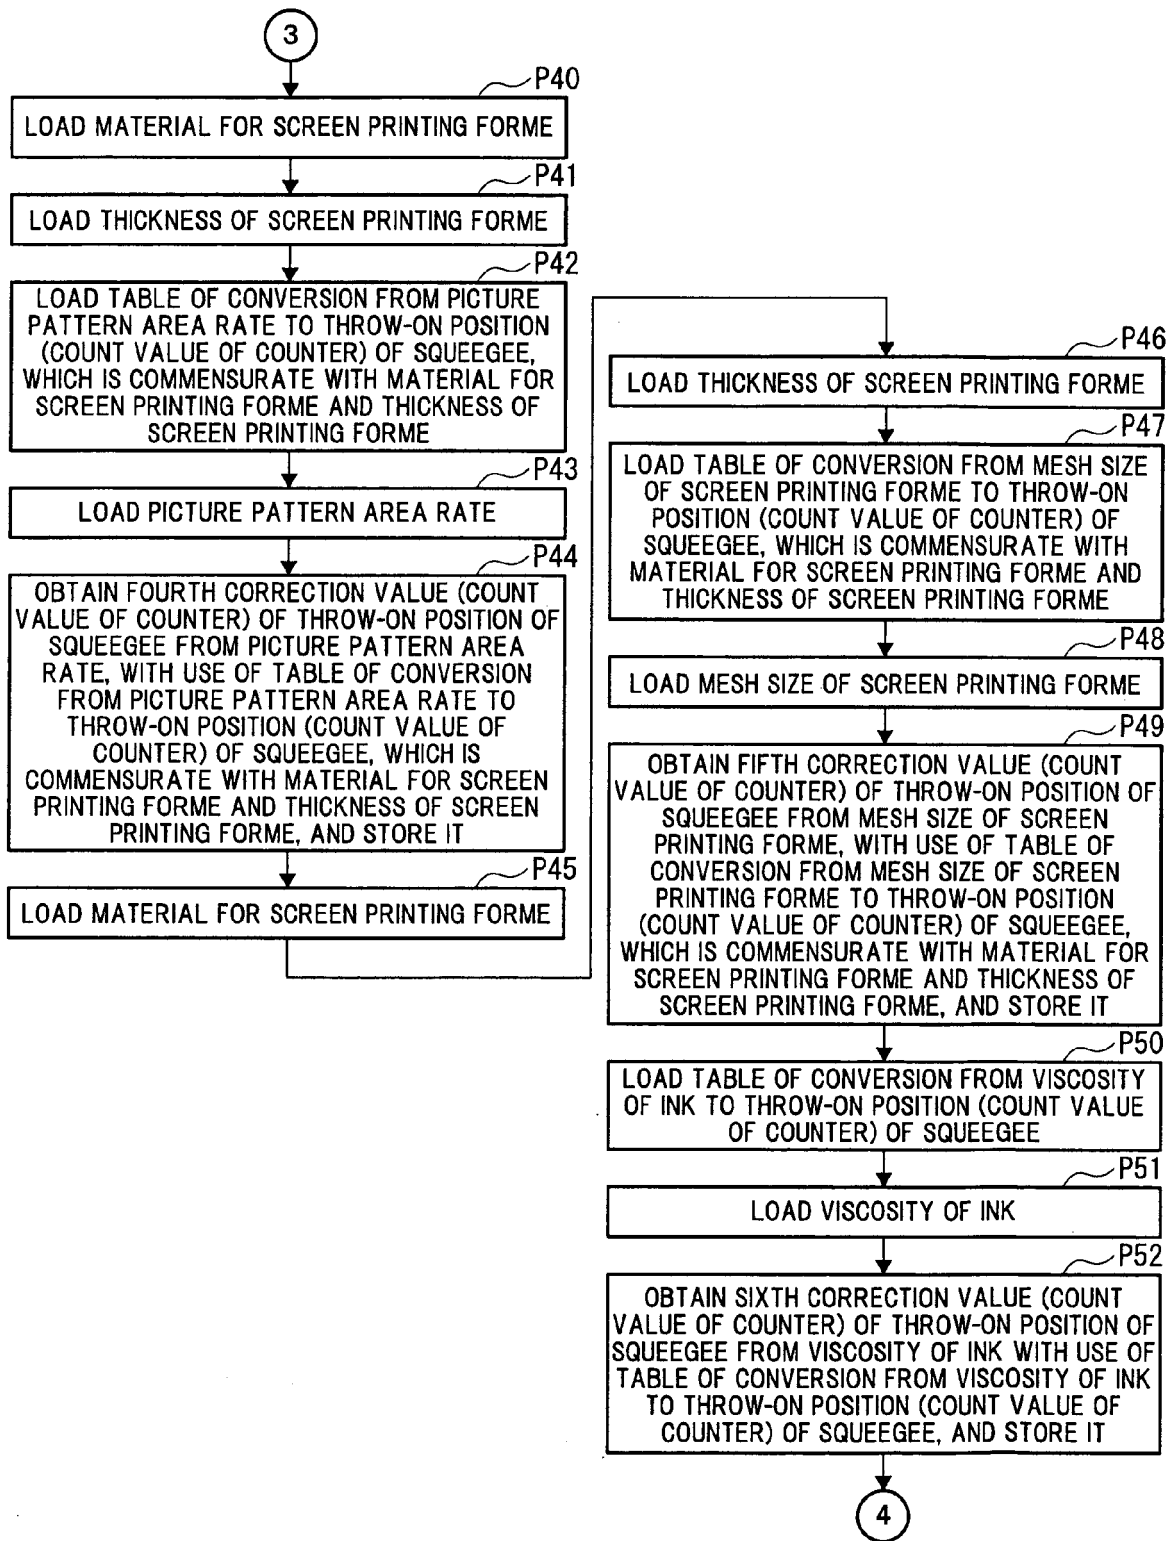 3
P40
LOAD MATERIAL FOR SCREEN PRINTING FORME
P41
LOAD THICKNESS OF SCREEN PRINTING FORME
P42
LOAD TABLE OF CONVERSION FROM PICTURE
PATTERN AREA RATE TO THROW-ON POSITION
(COUNT VALUE OF COUNTER) OF SQUEEGEE,
WHICH IS COMMENSURATE WITH MATERIAL FOR
SCREEN PRINTING FORME AND THICKNESS OF
SCREEN PRINTING FORME
P43
LOAD PICTURE PATTERN AREA RATE
P44
OBTAIN FOURTH CORRECTION VALUE (COUNT
VALUE OF COUNTER) OF THROW-ON POSITION OF
SQUEEGEE FROM PICTURE PATTERN AREA
RATE, WITH USE OF TABLE OF CONVERSION
FROM PICTURE PATTERN AREA RATE TO
THROW-ON POSITION (COUNT VALUE OF
COUNTER) OF SQUEEGEE, WHICH IS
COMMENSURATE WITH MATERIAL FOR SCREEN
PRINTING FORME AND THICKNESS OF SCREEN
PRINTING FORME, AND STORE IT
P45
LOAD MATERIAL FOR SCREEN PRINTING FORME
P46
LOAD THICKNESS OF SCREEN PRINTING FORME
P47
LOAD TABLE OF CONVERSION FROM MESH SIZE
OF SCREEN PRINTING FORME TO THROW-ON
POSITION (COUNT VALUE OF COUNTER) OF
SQUEEGEE, WHICH IS COMMENSURATE WITH
MATERIAL FOR SCREEN PRINTING FORME AND
THICKNESS OF SCREEN PRINTING FORME
P48
LOAD MESH SIZE OF SCREEN PRINTING FORME
P49
OBTAIN FIFTH CORRECTION VALUE (COUNT
VALUE OF COUNTER) OF THROW-ON POSITION OF
SQUEEGEE FROM MESH SIZE OF SCREEN
PRINTING FORME, WITH USE OF TABLE OF
CONVERSION FROM MESH SIZE OF SCREEN
PRINTING FORME TO THROW-ON POSITION
(COUNT VALUE OF COUNTER) OF SQUEEGEE,
WHICH IS COMMENSURATE WITH MATERIAL FOR
SCREEN PRINTING FORME AND THICKNESS OF
SCREEN PRINTING FORME, AND STORE IT
P50
LOAD TABLE OF CONVERSION FROM VISCOSITY
OF INK TO THROW-ON POSITION (COUNT VALUE
OF COUNTER) OF SQUEEGEE
P51
LOAD VISCOSITY OF INK
P52
OBTAIN SIXTH CORRECTION VALUE (COUNT
VALUE OF COUNTER) OF THROW-ON POSITION OF
SQUEEGEE FROM VISCOSITY OF INK WITH USE OF
TABLE OF CONVERSION FROM VISCOSITY OF INK
TO THROW-ON POSITION (COUNT VALUE OF
COUNTER) OF SQUEEGEE, AND STORE IT
4